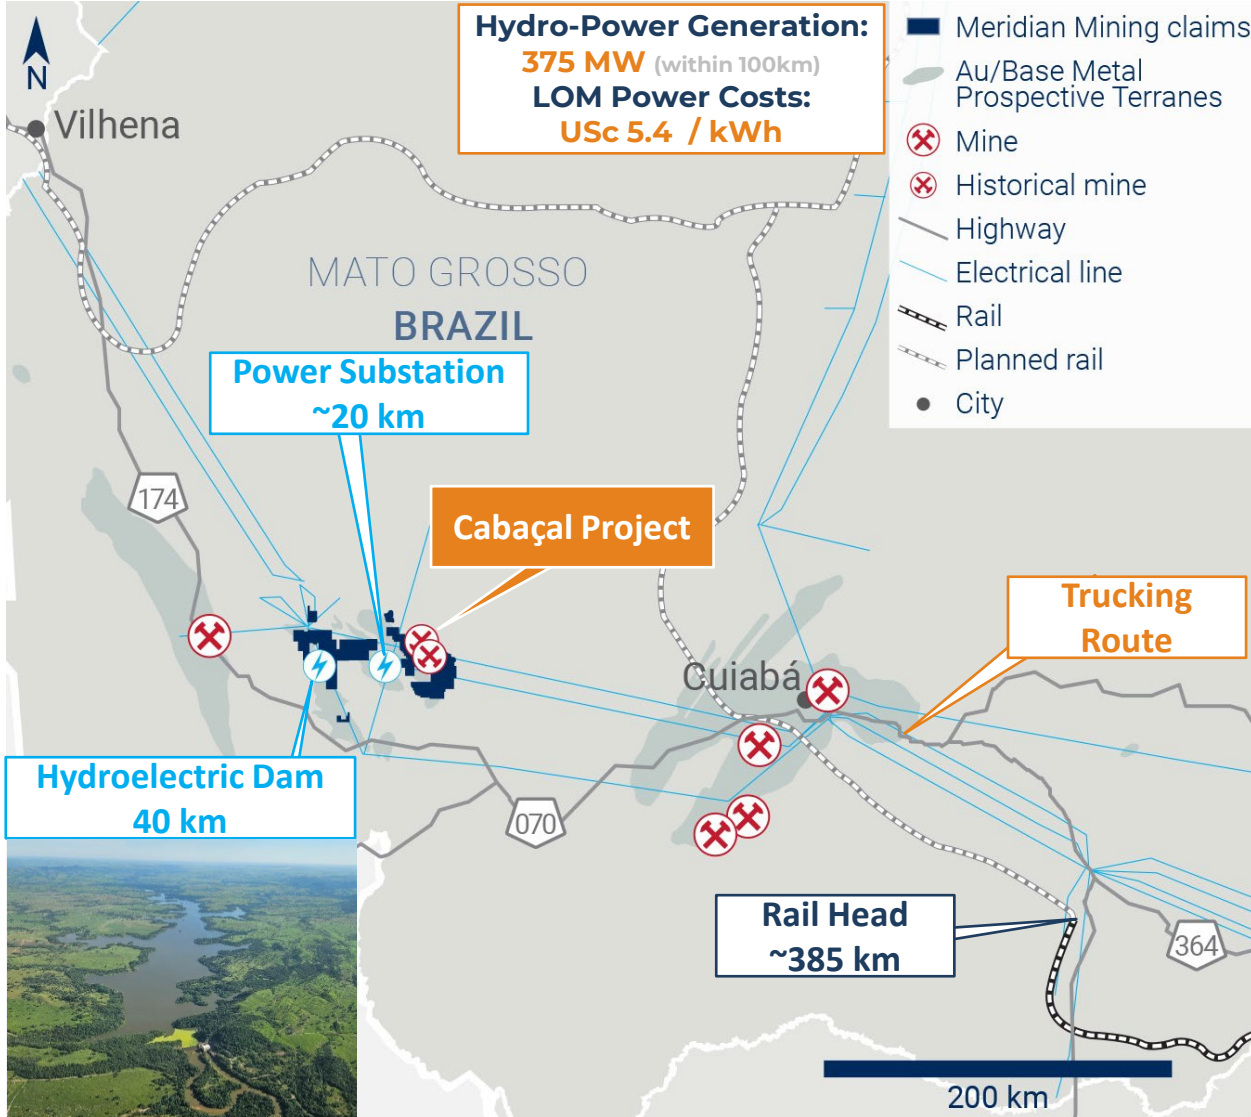 Hydro-Power Generation:
375 MW (within 100km)
LOM Power Costs:
USc 5.4 / kWh
Meridian Mining claims
Au/Base Metal
Prospective Terranes
Mine
Historical mine
Highway
Electrical line
Rail
Planned rail
City
N
Vilhena
MATO GROSSO
BRAZIL
Power Substation
~20 km
174
Cabaçal Project
Trucking
Route
Cuiabá
Hydroelectric Dam
40 km
070
Rail Head
~385 km
364
200 km